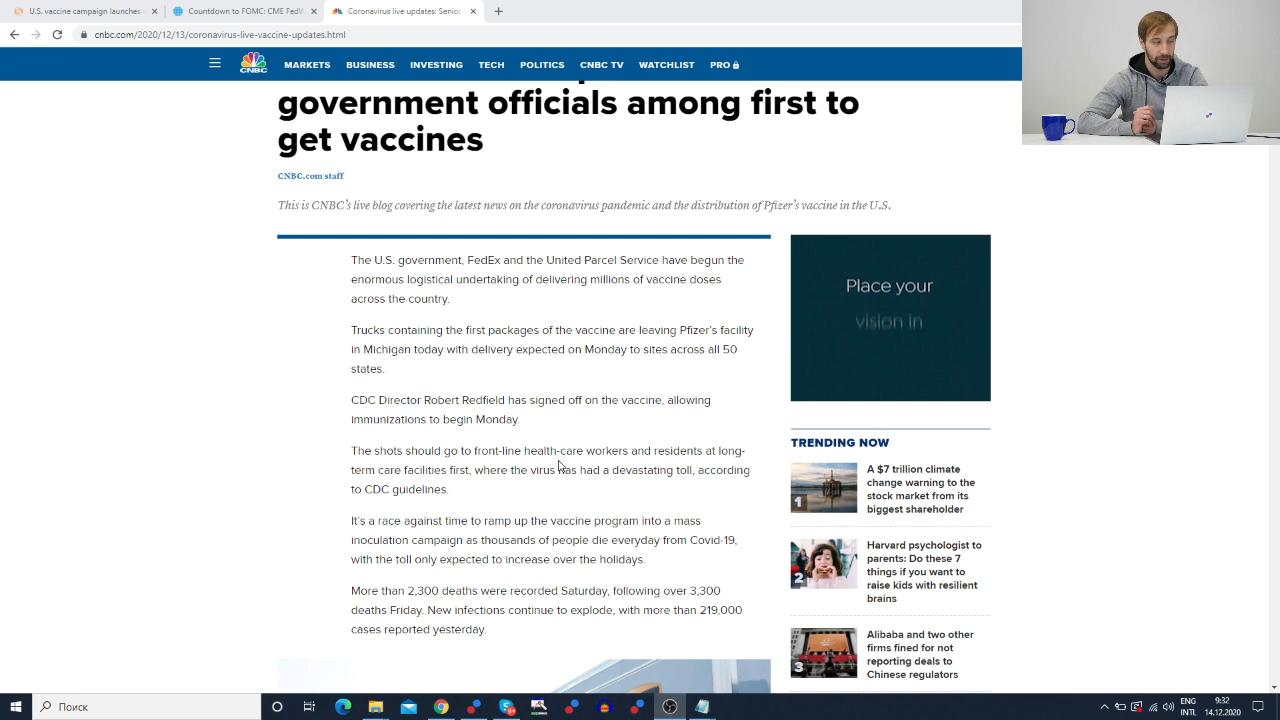 U.S. vaccine campaign launches
Countdown to FOMC: CME FedW
Coronavirus live updates: Senior
cnbc.com/2020/12/13/coronavirus-live-vaccine-updates.html
CNBC
MARKETS BUSINESS INVESTING TECH POLITICS CNBC TV WATCHLIST PRO
government officials among first to
get vaccines
CNBC.com staff
This is CNBC's live blog covering the latest news on the coronavirus pandemic and the distribution of Pfizer's vaccine in the U.S.
The U.S. government, FedEx and the United Parcel Service have begun the
enormous logistical undertaking of delivering millions of vaccine doses
across the country.
Trucks containing the first packages of the vaccine are leaving Pfizer's facility
in Michigan today with delivery expected on Monday to sites across all 50
states.
CDC Director Robert Redfield has signed off on the vaccine, allowing
immunizations to begin Monday.
The shots should go to front-line health-care workers and residents at long-
term care facilities first, where the virus has had a devastating toll, according
to CDC guidelines.
It's a race against time to ramp up the vaccine program into a mass
inoculation campaign as thousands of people die everyday from Covid-19,
with the toll only expected to increase over the holidays.
More than 2,300 deaths were recorded Saturday, following over 3,300
deaths Friday. New infections continue to explode, with more than 219,000
cases reported yesterday.
Place your
vision in
TRENDING NOW
1
A $7 trillion climate
change warning to the
stock market from its
biggest shareholder
2
Harvard psychologist to
parents: Do these 7
things if you want to
raise kids with resilient
brains
3
Alibaba and two other
firms fined for not
reporting deals to
Chinese regulators
Поиск
ENG
INTL
9:32
14.12.2020